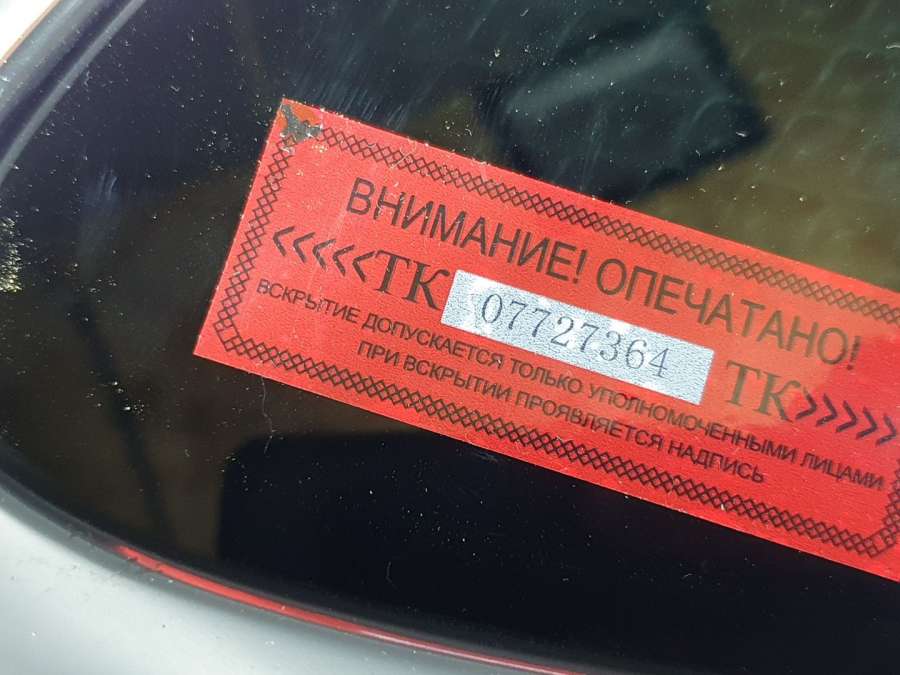 ВНИМАНИЕ! ОПЕЧАТАНО!
<<<<<ТК 07727364 ТК>>>>>
ВСКРЫТИЕ ДОПУСКАЕТСЯ ТОЛЬКО УПОЛНОМОЧЕННЫМИ ЛИЦАМИ
ПРИ ВСКРЫТИИ ПРОЯВЛЯЕТСЯ НАДПИСЬ